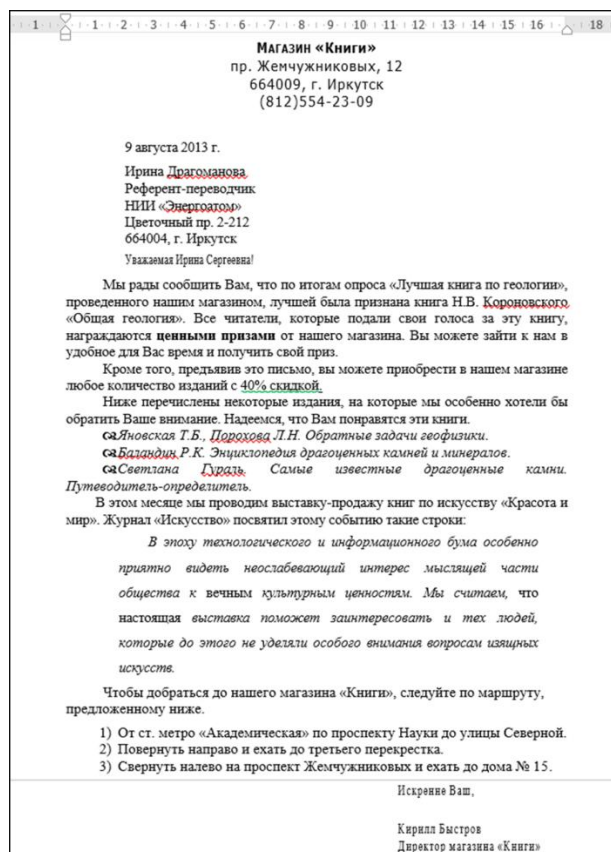 1 1 2 3 4 5 6 7 8 9 10 11 12 13 14 15 16 18
МАГАЗИН «КНИГИ»
пр. Жемчужниковых, 12
664009, г. Иркутск
(812)554-23-09
9 августа 2013 г.
Ирина Драгоманова
Референт-переводчик
НИИ «Энергоатом»
Цветочный пр. 2-212
664004, г. Иркутск
Уважаемая Ирина Сергеевна!
Мы рады сообщить Вам, что по итогам опроса «Лучшая книга по геологии»,
проведенного нашим магазином, лучшей была признана книга Н.В. Короновского
«Общая геология». Все читатели, которые подали свои голоса за эту книгу,
награждаются ценными призами от нашего магазина. Вы можете зайти к нам в
удобное для Вас время и получить свой приз.
Кроме того, предъявив это письмо, вы можете приобрести в нашем магазине
любое количество изданий с 40% скидкой.
Ниже перечислены некоторые издания, на которые мы особенно хотели бы
обратить Ваше внимание. Надеемся, что Вам понравятся эти книги.
Яновская Т.Б., Порохова Л.Н. Обратные задачи геофизики.
Баландин Р.К. Энциклопедия драгоценных камней и минералов.
Светлана Гураль. Самые известные драгоценные камни.
Путеводитель-определитель.
В этом месяце мы проводим выставку-продажу книг по искусству «Красота и
мир». Журнал «Искусство» посвятил этому событию такие строки:
В эпоху технологического и информационного бума особенно
приятно видеть неослабевающий интерес мыслящей части
общества к вечным культурным ценностям. Мы считаем, что
настоящая выставка поможет заинтересовать и тех людей,
которые до этого не уделяли особого внимания вопросам изящных
искусств.
Чтобы добраться до нашего магазина «Книги», следуйте по маршруту,
предложенному ниже.
1) От ст. метро «Академическая» по проспекту Науки до улицы Северной.
2) Повернуть направо и ехать до третьего перекрестка.
3) Свернуть налево на проспект Жемчужниковых и ехать до дома № 15.
Искренне Ваш,
Кирилл Быстров
Директор магазина «Книги»